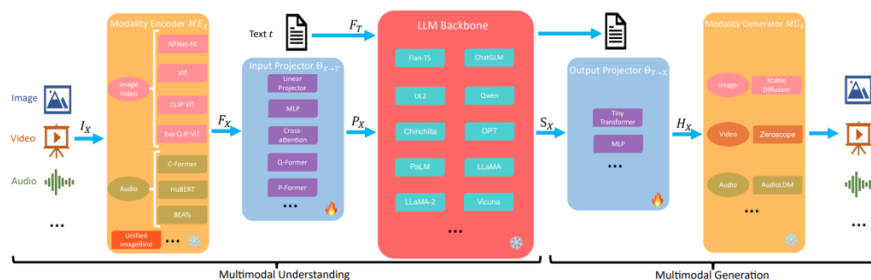 Image
Video
Audio
...
I_X
Modality Encoder ME_X
Image
Video
NFNet-F6
ViT
CLIP ViT
Eva-CLIP ViT
Audio
C-Former
HuBERT
BEATs
Unified
ImageBind
...
F_X
Text t
F_T
Input Projector Θ_X→T
Linear
Projector
MLP
Cross-
attention
Q-Former
P-Former
...
P_X
LLM Backbone
Flan-T5
ChatGLM
UL2
Qwen
Chinchilla
OPT
PaLM
LLaMA
LLaMA-2
Vicuna
...
S_X
Output Projector Θ_T→X
Tiny
Transformer
MLP
...
H_X
Modality Generator MG_X
Image
Stable
Diffusion
Video
Zeroscope
Audio
AudioLDM
...
...
Multimodal Understanding
Multimodal Generation